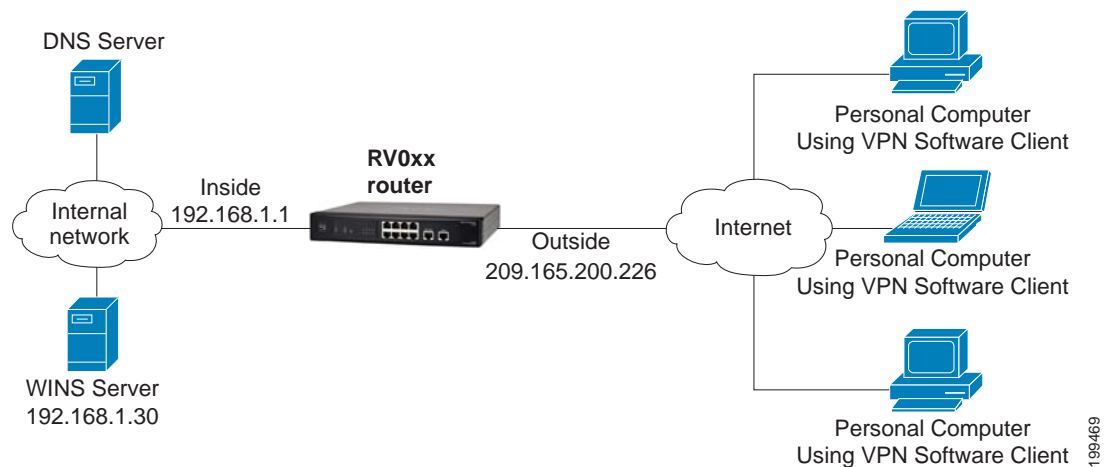 DNS Server
RV0xx
router
Inside
192.168.1.1
Internal
network
Outside
209.165.200.226
Internet
WINS Server
192.168.1.30
Personal Computer
Using VPN Software Client
Personal Computer
Using VPN Software Client
Personal Computer
Using VPN Software Client
199469